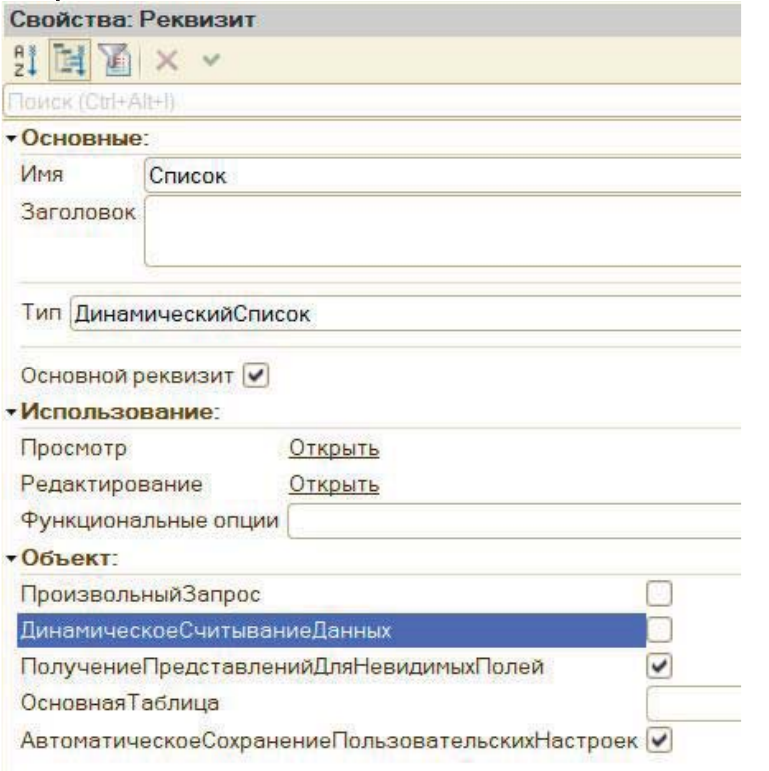 Свойства: Реквизит
Поиск (Ctrl+Alt+I)
Основные:
Имя Список
Заголовок
Тип ДинамическийСписок
Основной реквизит
Использование:
Просмотр Открыть
Редактирование Открыть
Функциональные опции
Объект:
ПроизвольныйЗапрос
ДинамическоеСчитываниеДанных
ПолучениеПредставленийДляНевидимыхПолей
ОсновнаяТаблица
АвтоматическоеСохранениеПользовательскихНастроек